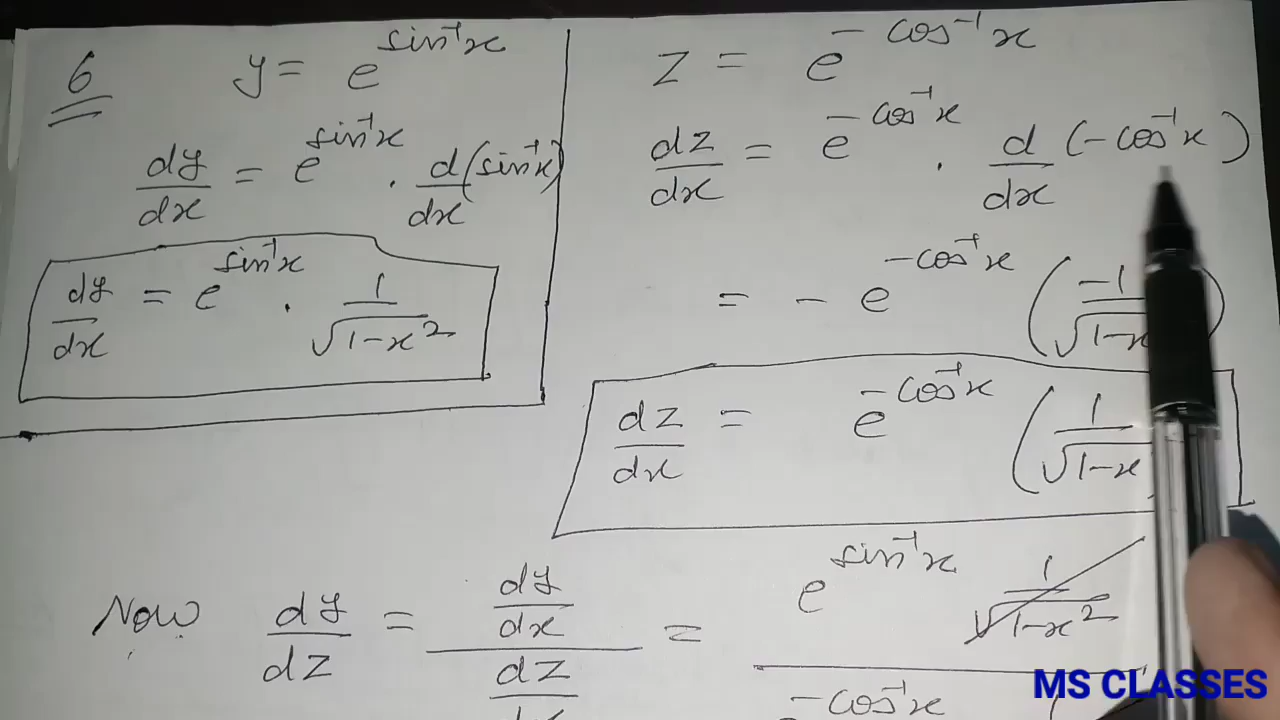 6 y = e^{sin⁻¹x}
dy/dx = e^{sin⁻¹x} . d/dx (sin⁻¹x)
dy/dx = e^{sin⁻¹x} . 1/√(1-x²)
z = e^{-cos⁻¹x}
dz/dx = e^{-cos⁻¹x} . d/dx (-cos⁻¹x)
= - e^{-cos⁻¹x} (-1/√(1-x
dz/dx = e^{-cos⁻¹x} (1/√(1-x
Now dy/dz = dy/dx / dz/ = e^{sin⁻¹x} 1/√(1-x²)
-cos⁻¹x
MS CLASSES